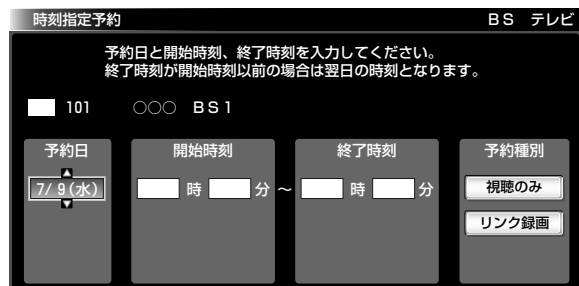 時刻指定予約 BS テレビ
予約日と開始時刻、終了時刻を入力してください。
終了時刻が開始時刻以前の場合は翌日の時刻となります。
101 ○○○ BS1
予約日 開始時刻 終了時刻 予約種別
7/ 9(水) 時 分 ~ 時 分 視聴のみ
リンク録画